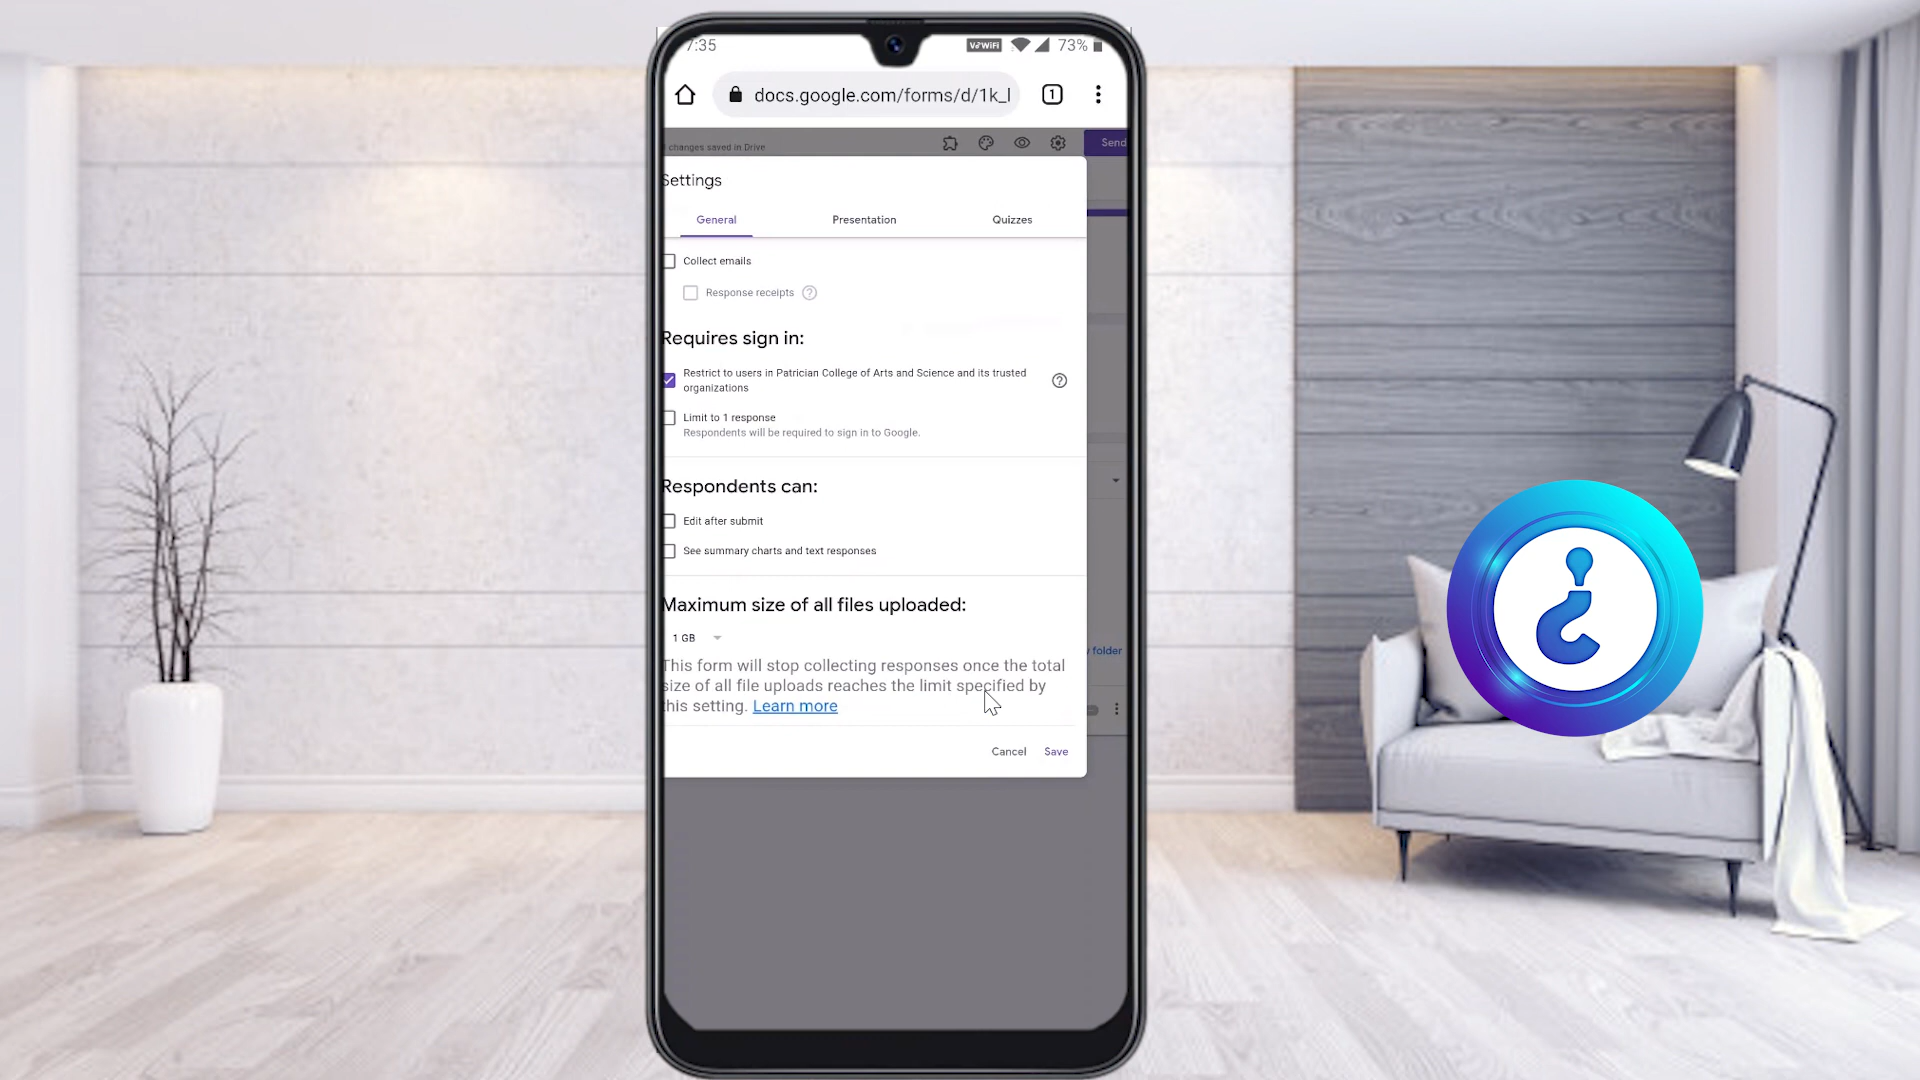 7:35
VoWiFi
73%
docs.google.com/forms/d/1k_l
1
changes saved in Drive
Send
Settings
General
Presentation
Quizzes
Collect emails
Response receipts
Requires sign in:
Restrict to users in Patrician College of Arts and Science and its trusted
organizations
Limit to 1 response
Respondents will be required to sign in to Google.
Respondents can:
Edit after submit
See summary charts and text responses
Maximum size of all files uploaded:
1 GB
folder
This form will stop collecting responses once the total
size of all file uploads reaches the limit specified by
this setting. Learn more
Cancel
Save